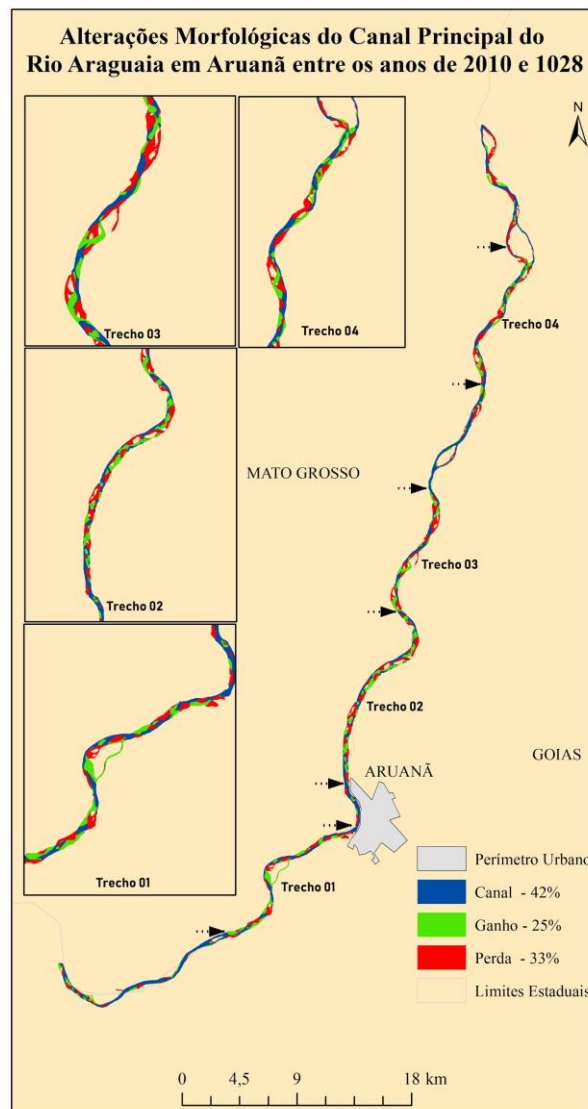 Alterações Morfológicas do Canal Principal do
Rio Araguaia em Aruanã entre os anos de 2010 e 1028
N
Trecho 03
Trecho 04
Trecho 04
MATO GROSSO
Trecho 03
Trecho 02
Trecho 02
GOIAS
ARUANÃ
Trecho 01
Trecho 01
Perímetro Urbano
Canal - 42%
Ganho - 25%
Perda - 33%
Limites Estaduais
0 4,5 9 18 km